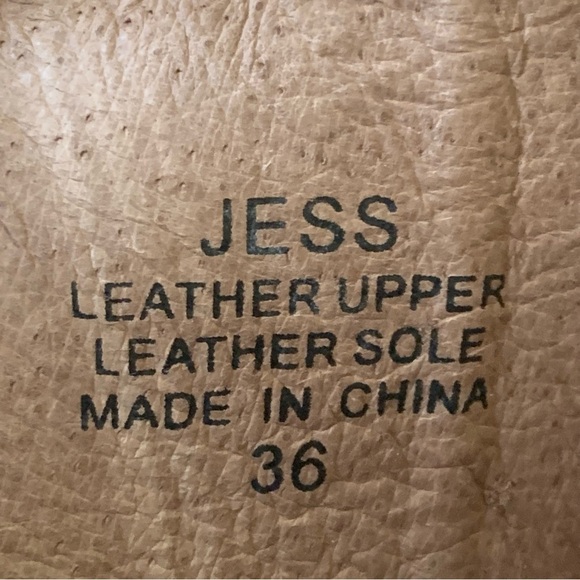 JESS
LEATHER UPPER
LEATHER SOLE
MADE IN CHINA
36